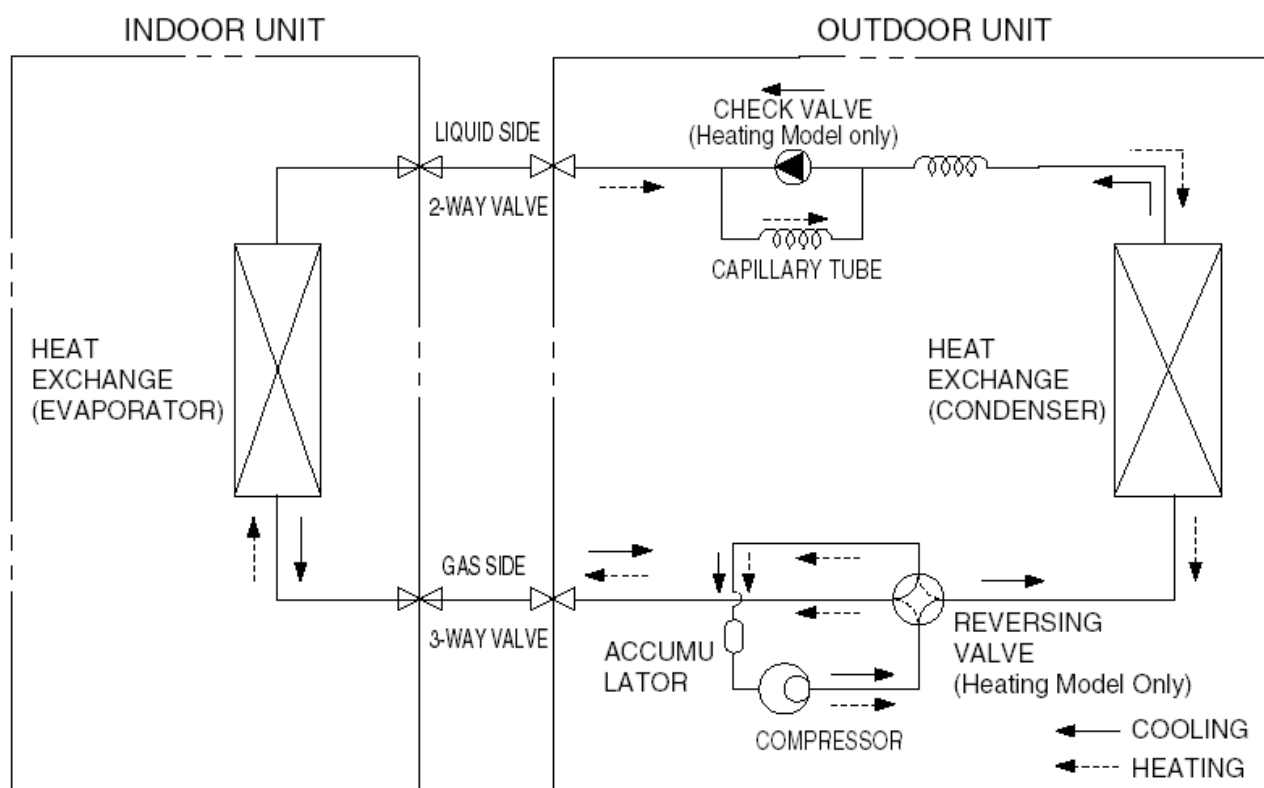 INDOOR UNIT
OUTDOOR UNIT
CHECK VALVE
(Heating Model only)
LIQUID SIDE
2-WAY VALVE
CAPILLARY TUBE
HEAT
EXCHANGE
(EVAPORATOR)
HEAT
EXCHANGE
(CONDENSER)
GAS SIDE
3-WAY VALVE
ACCUMU
LATOR
COMPRESSOR
REVERSING
VALVE
(Heating Model Only)
COOLING
HEATING